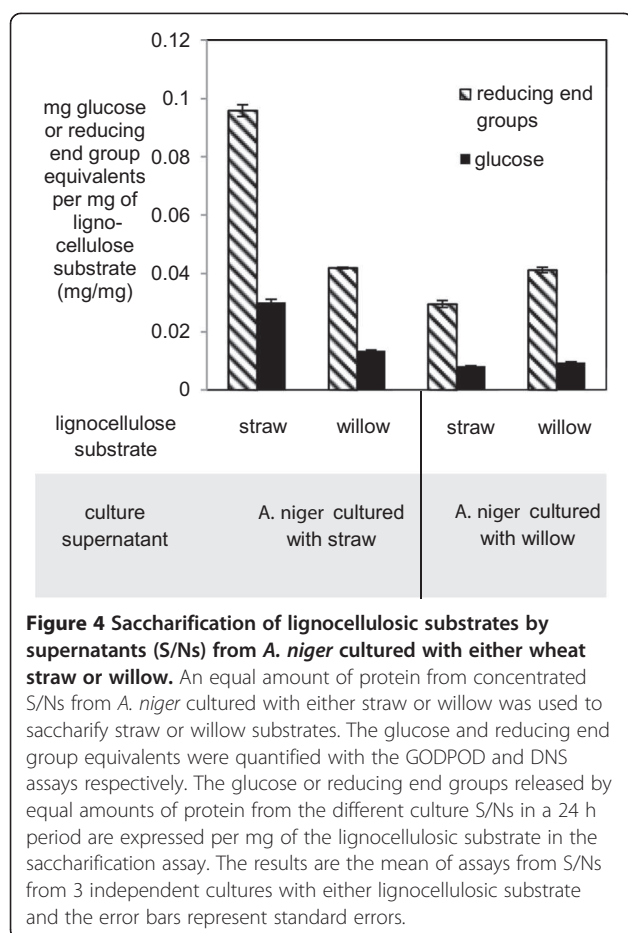 0.12
mg glucose
or reducing
end group
equivalents
per mg of
ligno-
cellulose
substrate
(mg/mg)
0.1
0.08
0.06
0.04
0.02
0
reducing end
groups
glucose
lignocellulose
substrate
straw
willow
straw
willow
culture
supernatant
A. niger cultured
with straw
A. niger cultured
with willow
Figure 4 Saccharification of lignocellulosic substrates by
supernatants (S/Ns) from A. niger cultured with either wheat
straw or willow. An equal amount of protein from concentrated
S/Ns from A. niger cultured with either straw or willow was used to
saccharify straw or willow substrates. The glucose and reducing end
group equivalents were quantified with the GODPOD and DNS
assays respectively. The glucose or reducing end groups released by
equal amounts of protein from the different culture S/Ns in a 24 h
period are expressed per mg of the lignocellulosic substrate in the
saccharification assay. The results are the mean of assays from S/Ns
from 3 independent cultures with either lignocellulosic substrate
and the error bars represent standard errors.